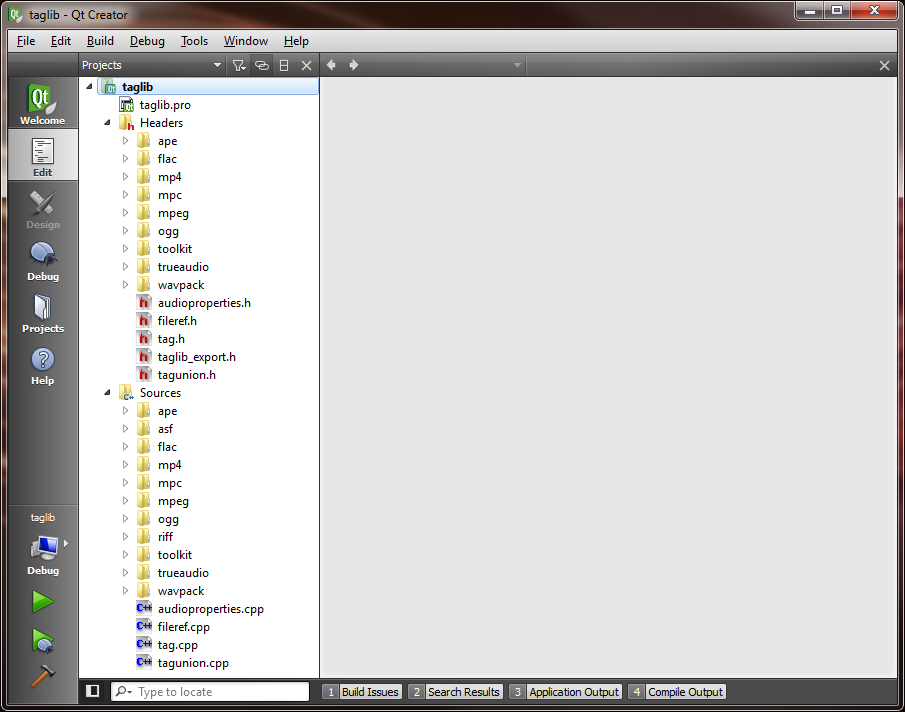 taglib - Qt Creator
File Edit Build Debug Tools Window Help
Projects
Qt
Welcome
Edit
Design
Debug
Projects
Help
taglib
Debug
taglib
taglib.pro
Headers
ape
flac
mp4
mpc
mpeg
ogg
toolkit
trueaudio
wavpack
audioproperties.h
fileref.h
tag.h
taglib_export.h
tagunion.h
Sources
ape
asf
flac
mp4
mpc
mpeg
ogg
riff
toolkit
trueaudio
wavpack
audioproperties.cpp
fileref.cpp
tag.cpp
tagunion.cpp
Type to locate
1 Build Issues 2 Search Results 3 Application Output 4 Compile Output